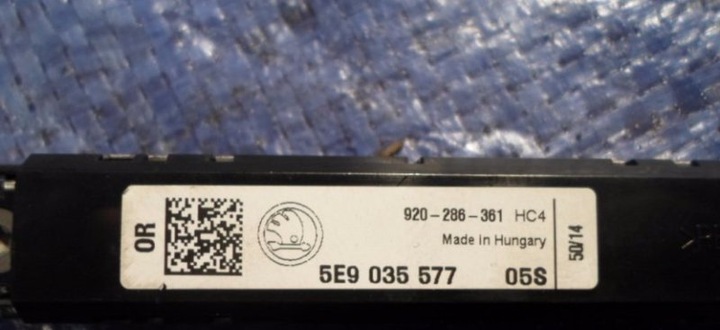 OR
920-286-361 HC4
Made in Hungary
5E9 035 577 05S
50/14